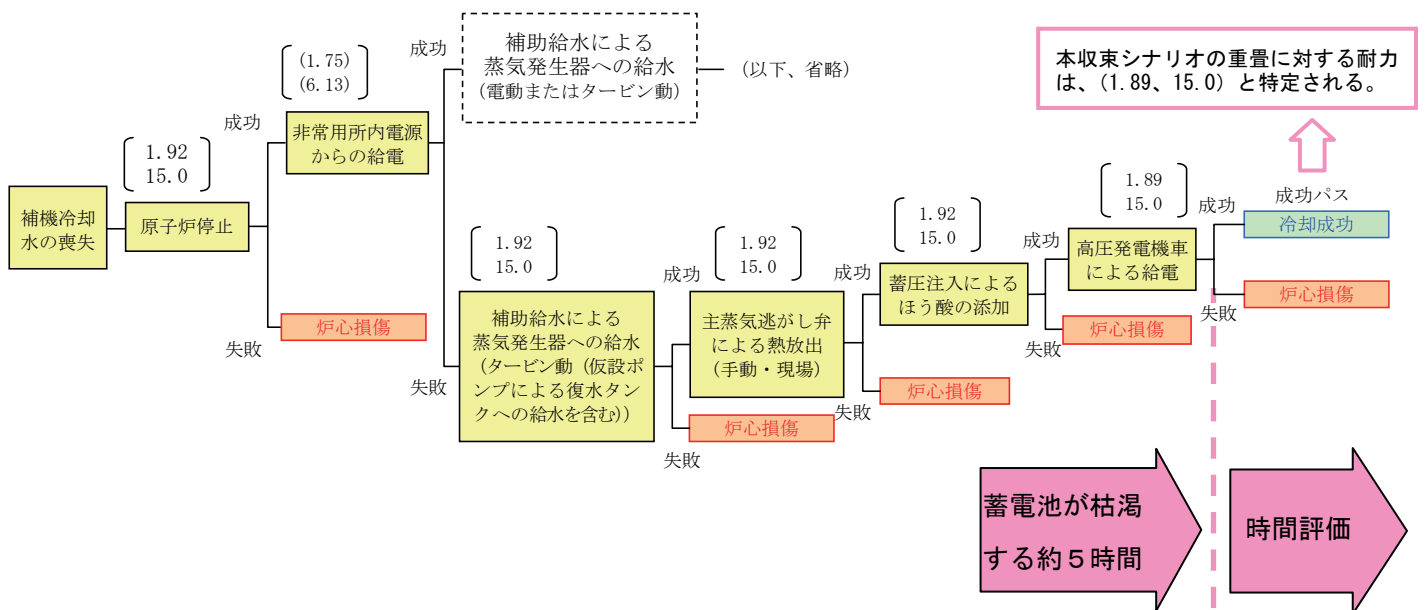 補機冷却
水の喪失
1.92
15.0
原子炉停止
成功
失敗
炉心損傷
(1.75)
(6.13)
非常用所内電源
からの給電
成功
補助給水による
蒸気発生器への給水
(電動またはタービン動)
(以下、省略)
失敗
1.92
15.0
補助給水による
蒸気発生器への給水
(タービン動(仮設ポ
ンプによる復水タン
クへの給水を含む))
成功
失敗
炉心損傷
1.92
15.0
主蒸気逃がし弁
による熱放出
(手動・現場)
成功
失敗
炉心損傷
1.92
15.0
蓄圧注入による
ほう酸の添加
成功
失敗
炉心損傷
1.89
15.0
高圧発電機車
による給電
成功
失敗
成功パス
冷却成功
炉心損傷
本収束シナリオの重畳に対する耐力
は、(1.89、15.0)と特定される。
蓄電池が枯渇
する約5時間
時間評価